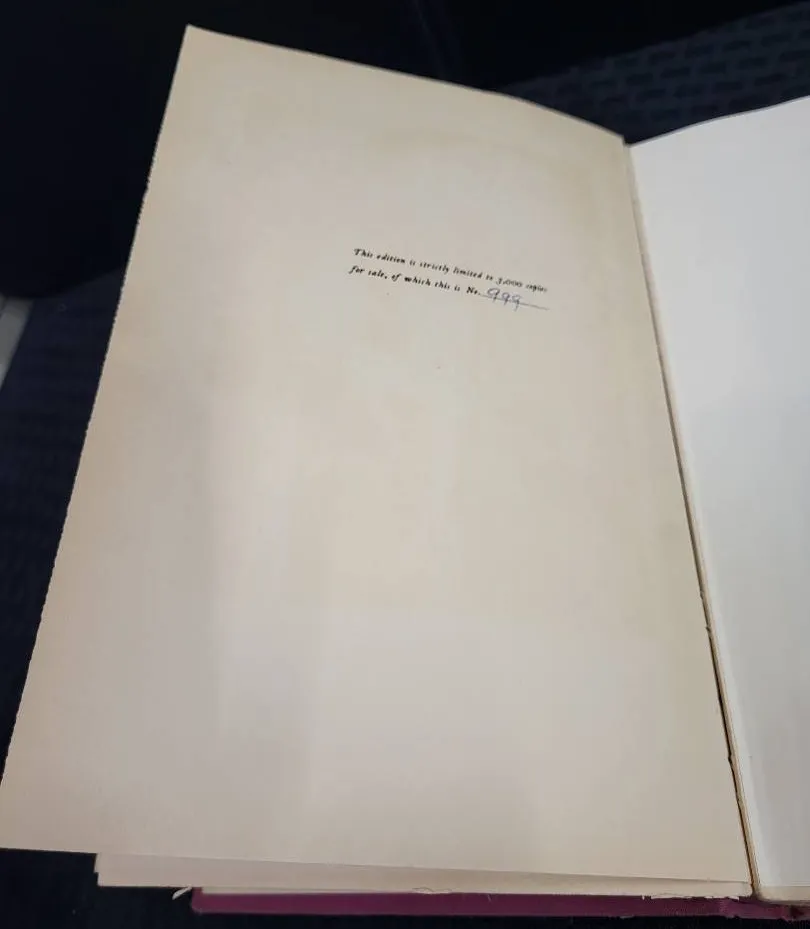 This edition is strictly limited to 3,000 copies
for sale, of which this is No. 999